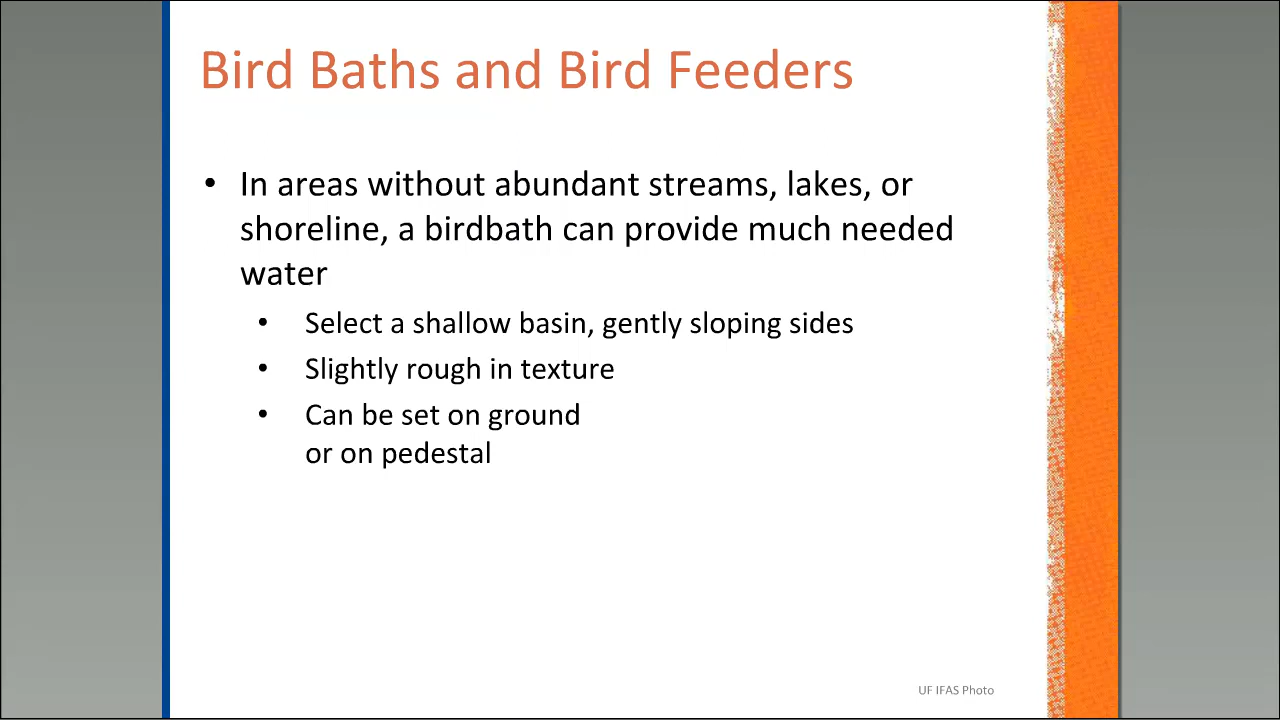 Bird Baths and Bird Feeders
• In areas without abundant streams, lakes, or
shoreline, a birdbath can provide much needed
water
• Select a shallow basin, gently sloping sides
• Slightly rough in texture
• Can be set on ground
or on pedestal
UF IFAS Photo